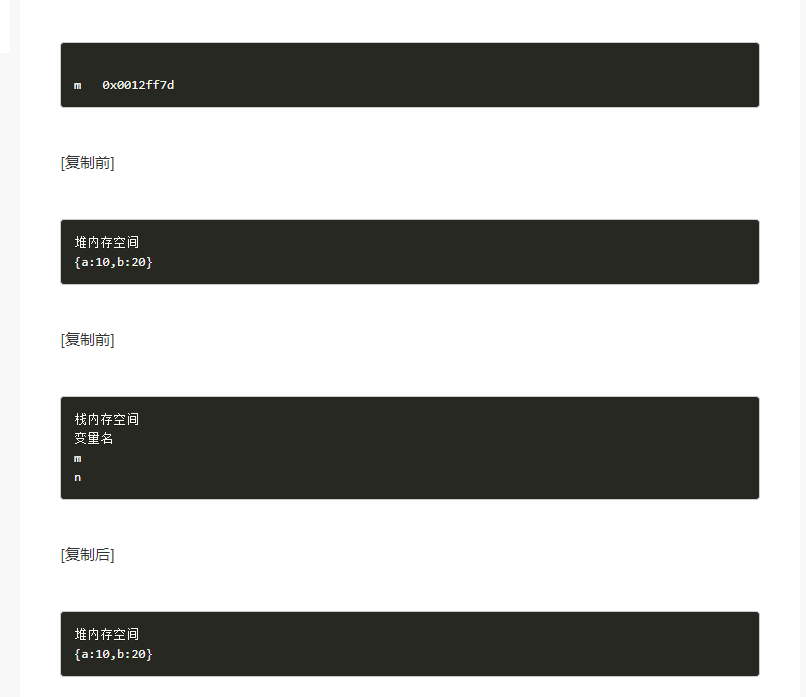 m   0x0012ff7d
[复制前]
堆内存空间
{a:10,b:20}
[复制前]
栈内存空间
变量名
m
n
[复制后]
堆内存空间
{a:10,b:20}